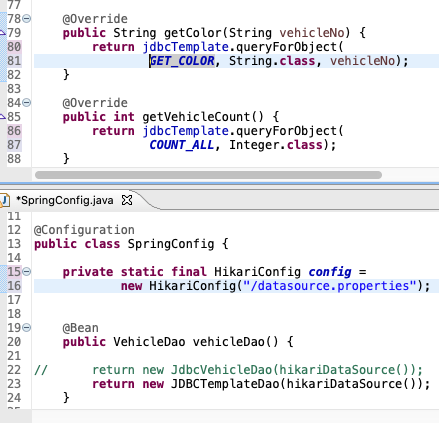 77
78 @Override
79 public String getColor(String vehicleNo) {
80 return jdbcTemplate.queryForObject(
81 GET_COLOR, String.class, vehicleNo);
82 }
83
84 @Override
85 public int getVehicleCount() {
86 return jdbcTemplate.queryForObject(
87 COUNT_ALL, Integer.class);
88 }
*SpringConfig.java
11
12 @Configuration
13 public class SpringConfig {
14
15 private static final HikariConfig config =
16 new HikariConfig("/datasource.properties");
17
18
19 @Bean
20 public VehicleDao vehicleDao() {
21
22 // return new JdbcVehicleDao(hikariDataSource());
23 return new JDBCTemplateDao(hikariDataSource());
24 }
25